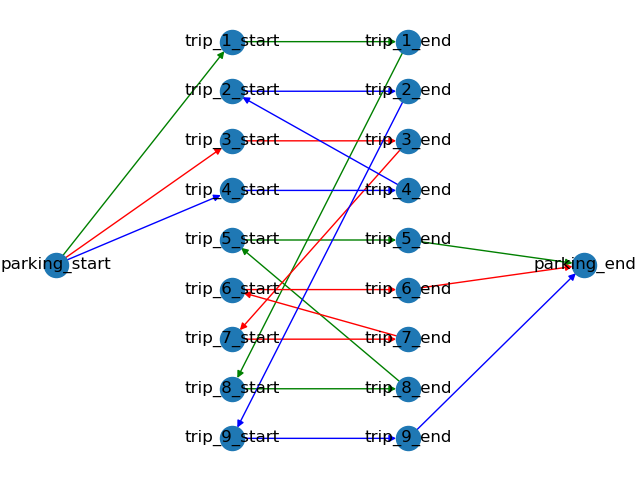 trip_1_start trip_1_end
trip_2_start trip_2_end
trip_3_start trip_3_end
trip_4_start trip_4_end
trip_5_start trip_5_end
parking_start parking_end
trip_6_start trip_6_end
trip_7_start trip_7_end
trip_8_start trip_8_end
trip_9_start trip_9_end